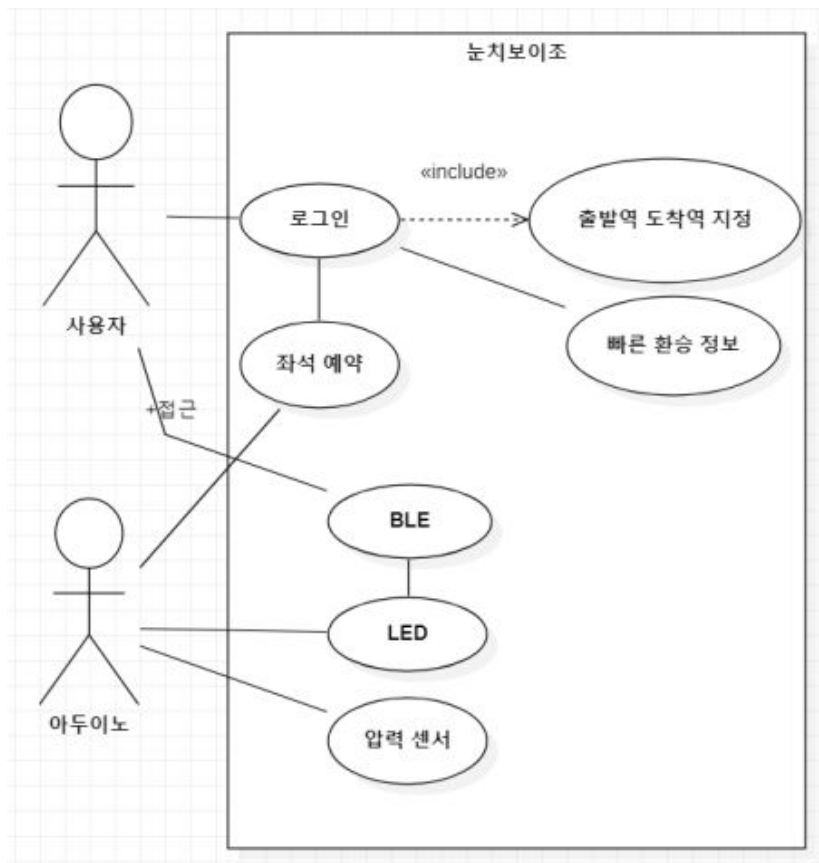 눈치보이조
«include»
로그인
출발역 도착역 지정
사용자
좌석 예약
빠른 환승 정보
+접근
BLE
LED
아두이노
압력 센서